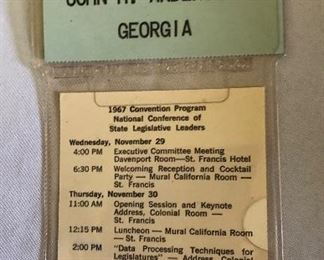 JOHN
GEORGIA
1967 Convention Program
National Conference of
State Legislative Leaders
Wednesday, November 29
4:00 PM Executive Committee Meeting
Davenport Room—St. Francis Hotel
6:30 PM Welcoming Reception and Cocktail
Party — Mural California Room —
St. Francis
Thursday, November 30
11:00 AM Opening Session and Keynote
Address, Colonial Room —
St. Francis
12:15 PM Luncheon — Mural California Room
— St. Francis
2:00 PM "Data Processing Techniques for
Legislatures" — Address, Colonial